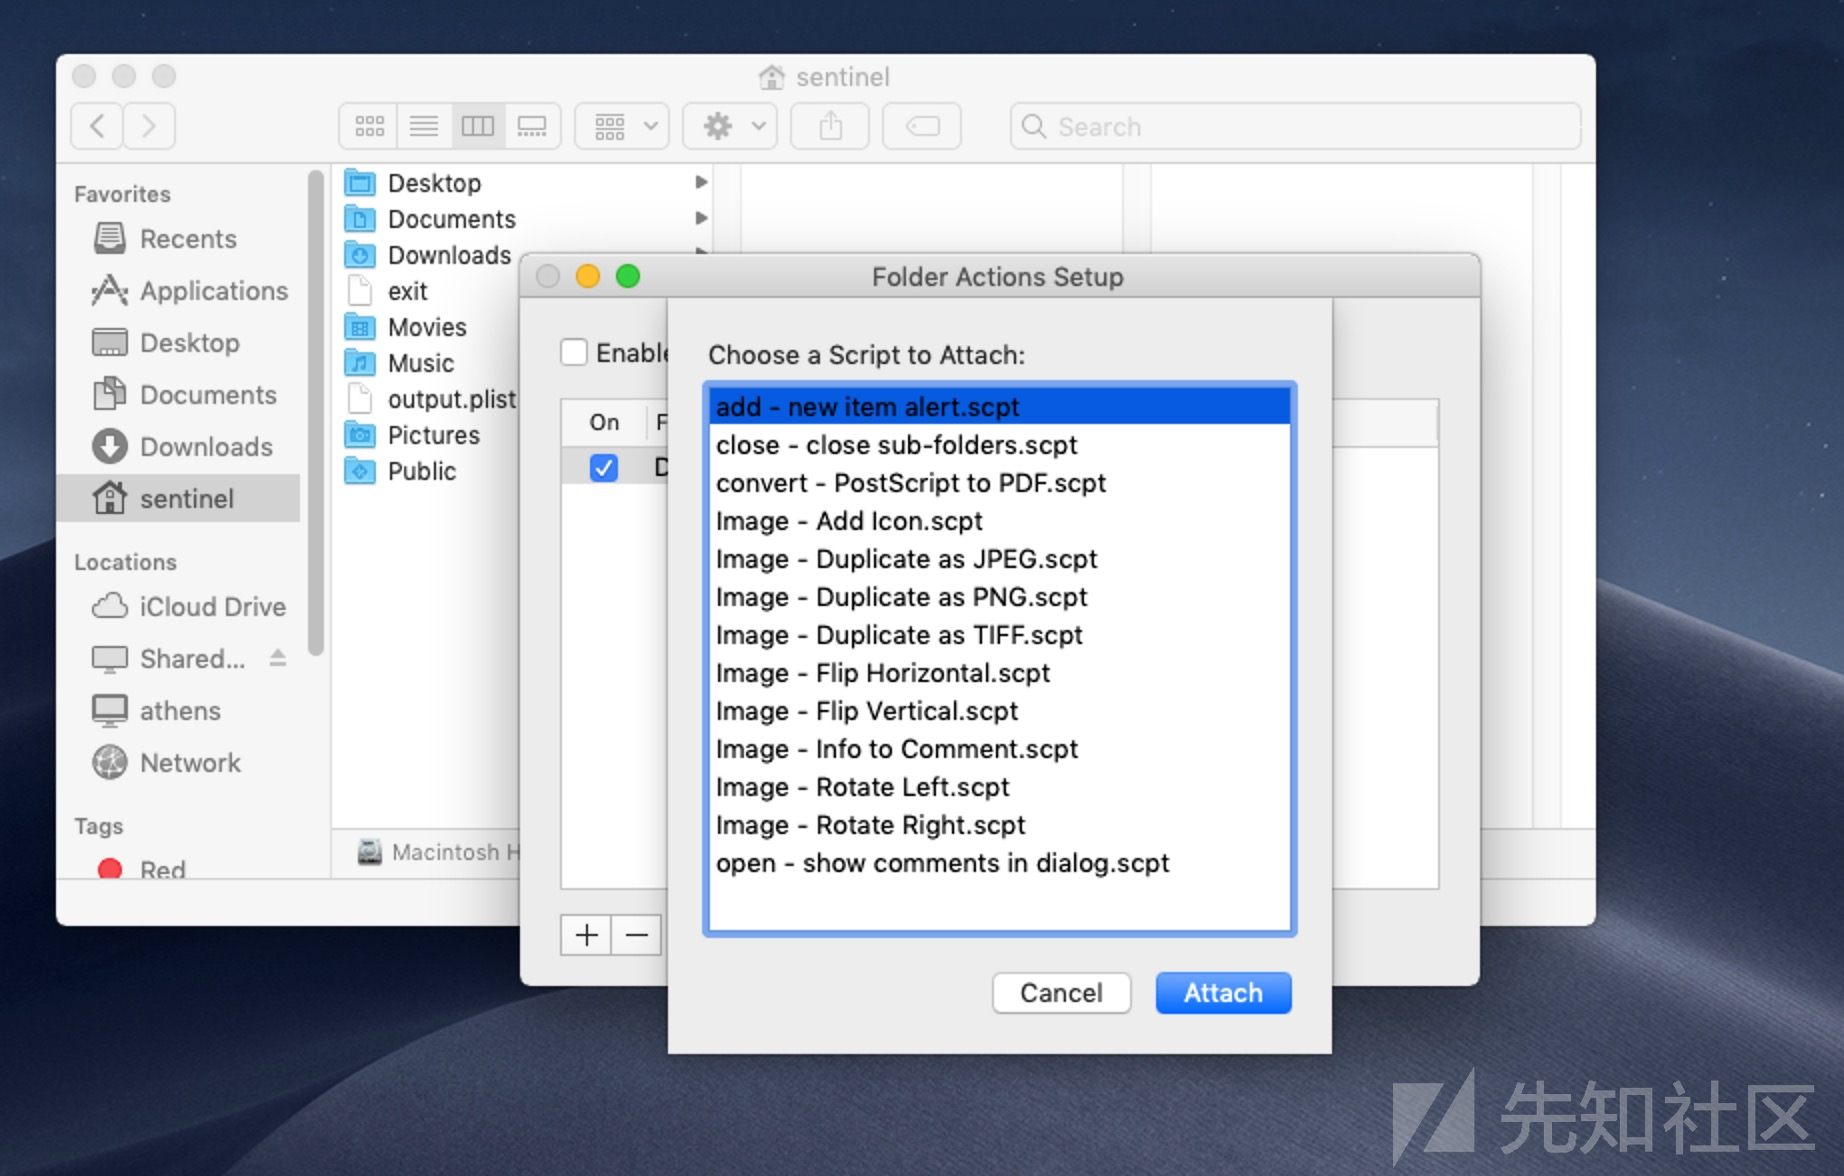 sentinel
Search
Favorites
Recents
Applications
Desktop
Documents
Downloads
sentinel
Locations
iCloud Drive
Shared...
athens
Network
Tags
Red
Desktop
Documents
Downloads
exit
Movies
Music
output.plist
Pictures
Public
Macintosh H
Folder Actions Setup
Enable
On F
D
Choose a Script to Attach:
add - new item alert.scpt
close - close sub-folders.scpt
convert - PostScript to PDF.scpt
Image - Add Icon.scpt
Image - Duplicate as JPEG.scpt
Image - Duplicate as PNG.scpt
Image - Duplicate as TIFF.scpt
Image - Flip Horizontal.scpt
Image - Flip Vertical.scpt
Image - Info to Comment.scpt
Image - Rotate Left.scpt
Image - Rotate Right.scpt
open - show comments in dialog.scpt
Cancel Attach
先知社区